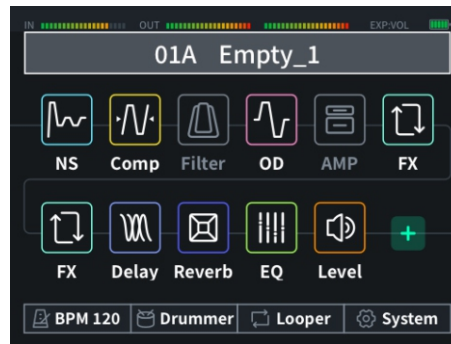 IN OUT EXP:VOL
01A Empty_1
NS Comp Filter OD AMP FX
FX Delay Reverb EQ Level
BPM 120 Drummer Looper System